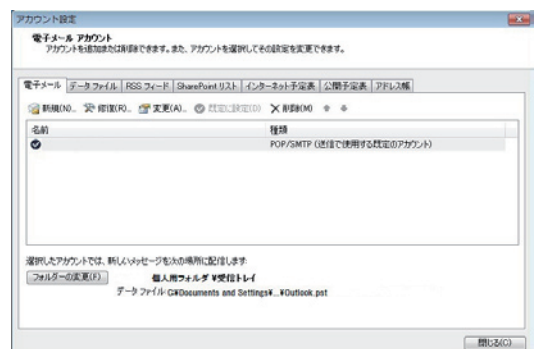 アカウント設定
電子メール アカウント
アカウントを追加または削除できます。また、アカウントを選択してその設定を変更できます。
電子メール データ ファイル RSS フィード SharePoint リスト インターネット予定表 公開予定表 アドレス帳
新規(N)... 修復(R)... 変更(A)... 既定に設定(D) 削除(M)
名前 種類
POP/SMTP (送信で使用する既定のアカウント)
選択したアカウントでは、新しいメッセージを次の場所に配信します:
フォルダーの変更(F) 個人用フォルダ ¥受信トレイ
データ ファイル C:¥Documents and Settings¥...¥Outlook.pst
閉じる(C)